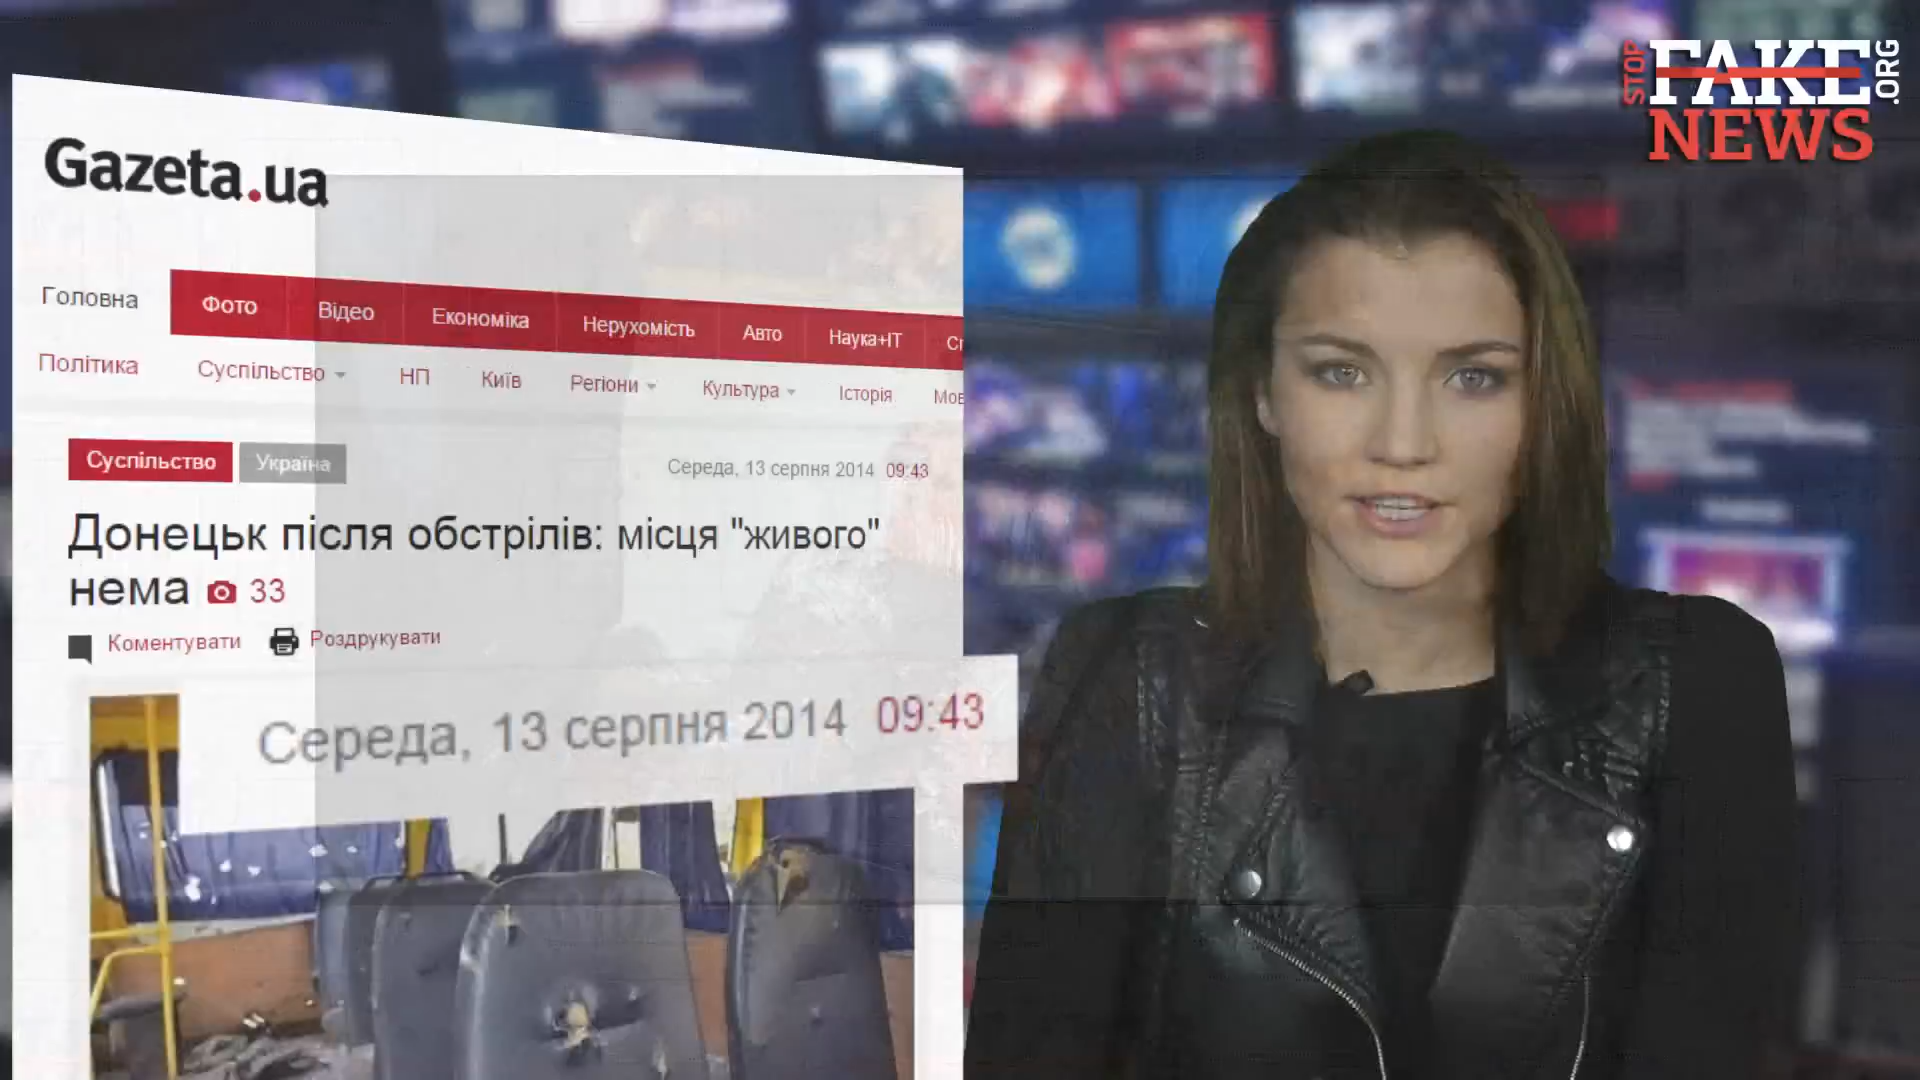 STOP FAKE .ORG
NEWS
Gazeta.ua
Головна Фото Відео Економіка Нерухомість Авто Наука+IT Сп
Політика Суспільство НП Київ Регіони Культура Історія Мов
Суспільство Україна Середа, 13 серпня 2014 09:43
Донецьк після обстрілів: місця "живого"
нема 33
Коментувати Роздрукувати
Середа, 13 серпня 2014 09:43